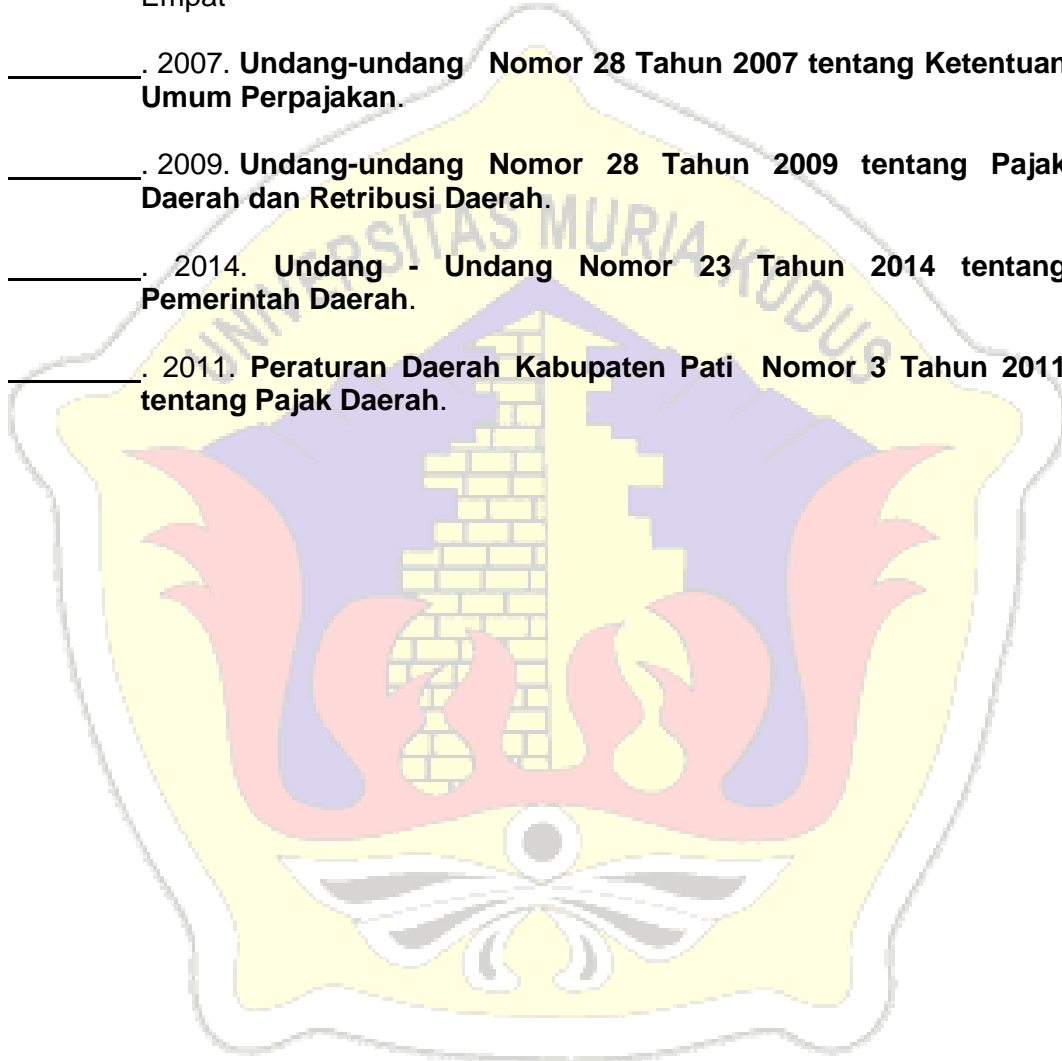 Empat
________. 2007. Undang-undang Nomor 28 Tahun 2007 tentang Ketentuan
Umum Perpajakan.
________. 2009. Undang-undang Nomor 28 Tahun 2009 tentang Pajak
Daerah dan Retribusi Daerah.
________. 2014. Undang - Undang Nomor 23 Tahun 2014 tentang
Pemerintah Daerah.
________. 2011. Peraturan Daerah Kabupaten Pati Nomor 3 Tahun 2011
tentang Pajak Daerah.
UNIVERSITAS MURIA KUDUS